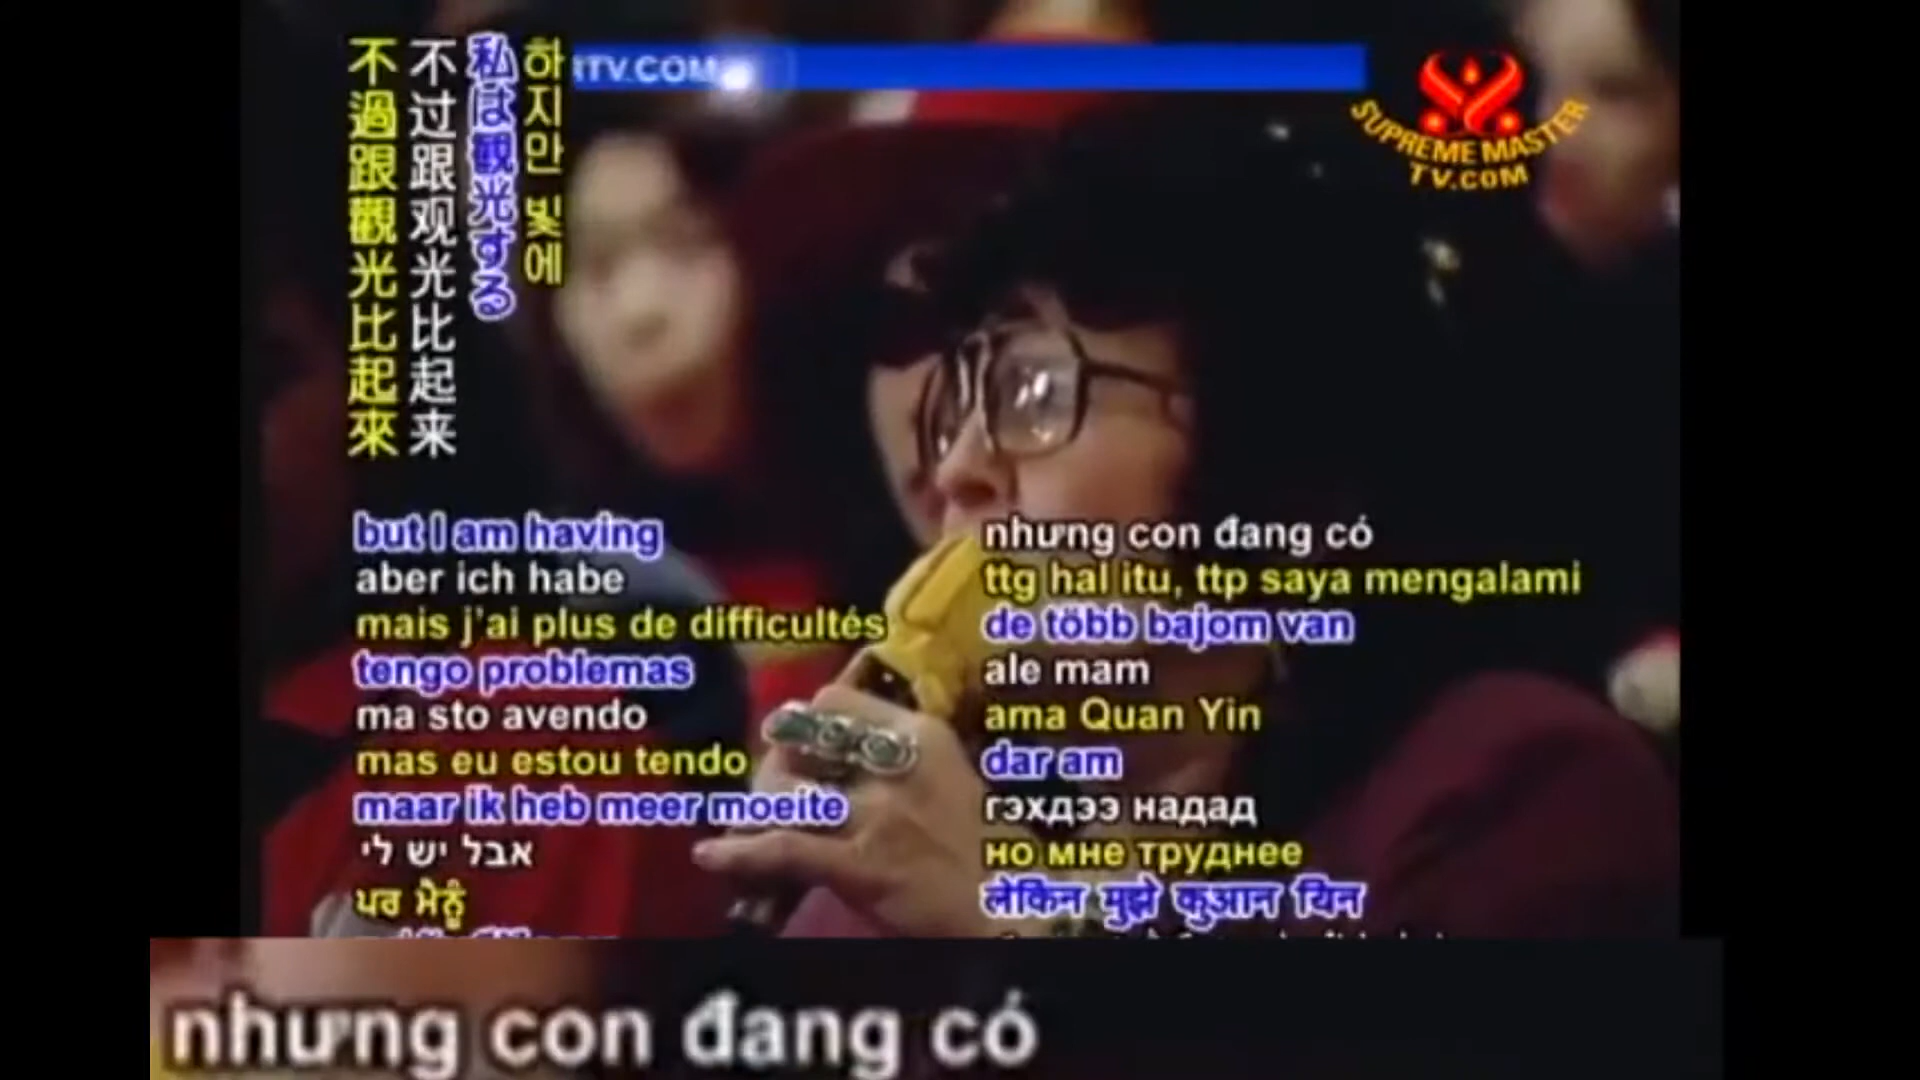 하지만 빛에
私は観光する
不过跟观光比起来
不過跟觀光比起來
TV.COM
SUPREME MASTER
TV.COM
but I am having
aber ich habe
mais j'ai plus de difficultés
tengo problemas
ma sto avendo
mas eu estou tendo
maar ik heb meer moeite
אבל יש לי
ਪਰ ਮੈਨੂੰ
nhưng con đang có
ttg hal itu, ttp saya mengalami
de több bajom van
ale mam
ama Quan Yin
dar am
гэхдээ надад
но мне труднее
लेकिन मुझे कुआन यिन
nhưng con đang có